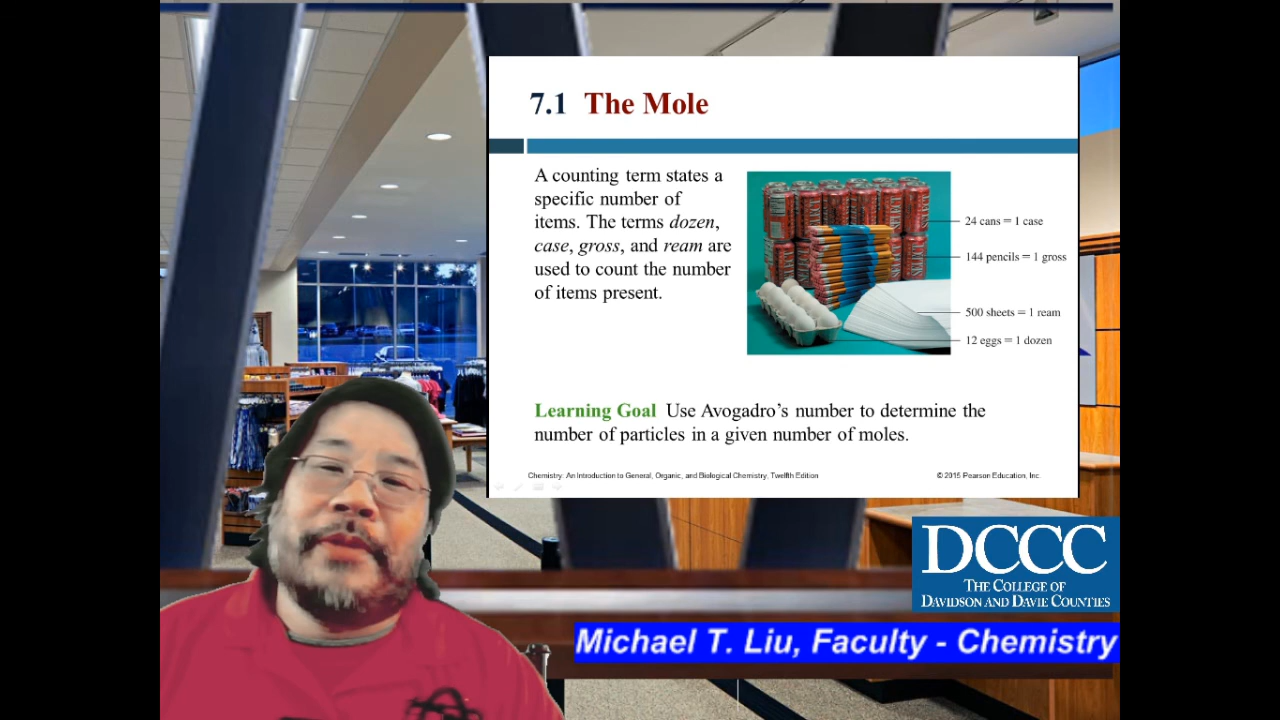 7.1 The Mole
A counting term states a
specific number of
items. The terms dozen,
case, gross, and ream are
used to count the number
of items present.
24 cans = 1 case
144 pencils = 1 gross
500 sheets = 1 ream
12 eggs = 1 dozen
Learning Goal Use Avogadro’s number to determine the
number of particles in a given number of moles.
Chemistry: An Introduction to General, Organic, and Biological Chemistry, Twelfth Edition
© 2015 Pearson Education, Inc.
DCCC
THE COLLEGE OF
DAVIDSON AND DAVIE COUNTIES
Michael T. Liu, Faculty - Chemistry